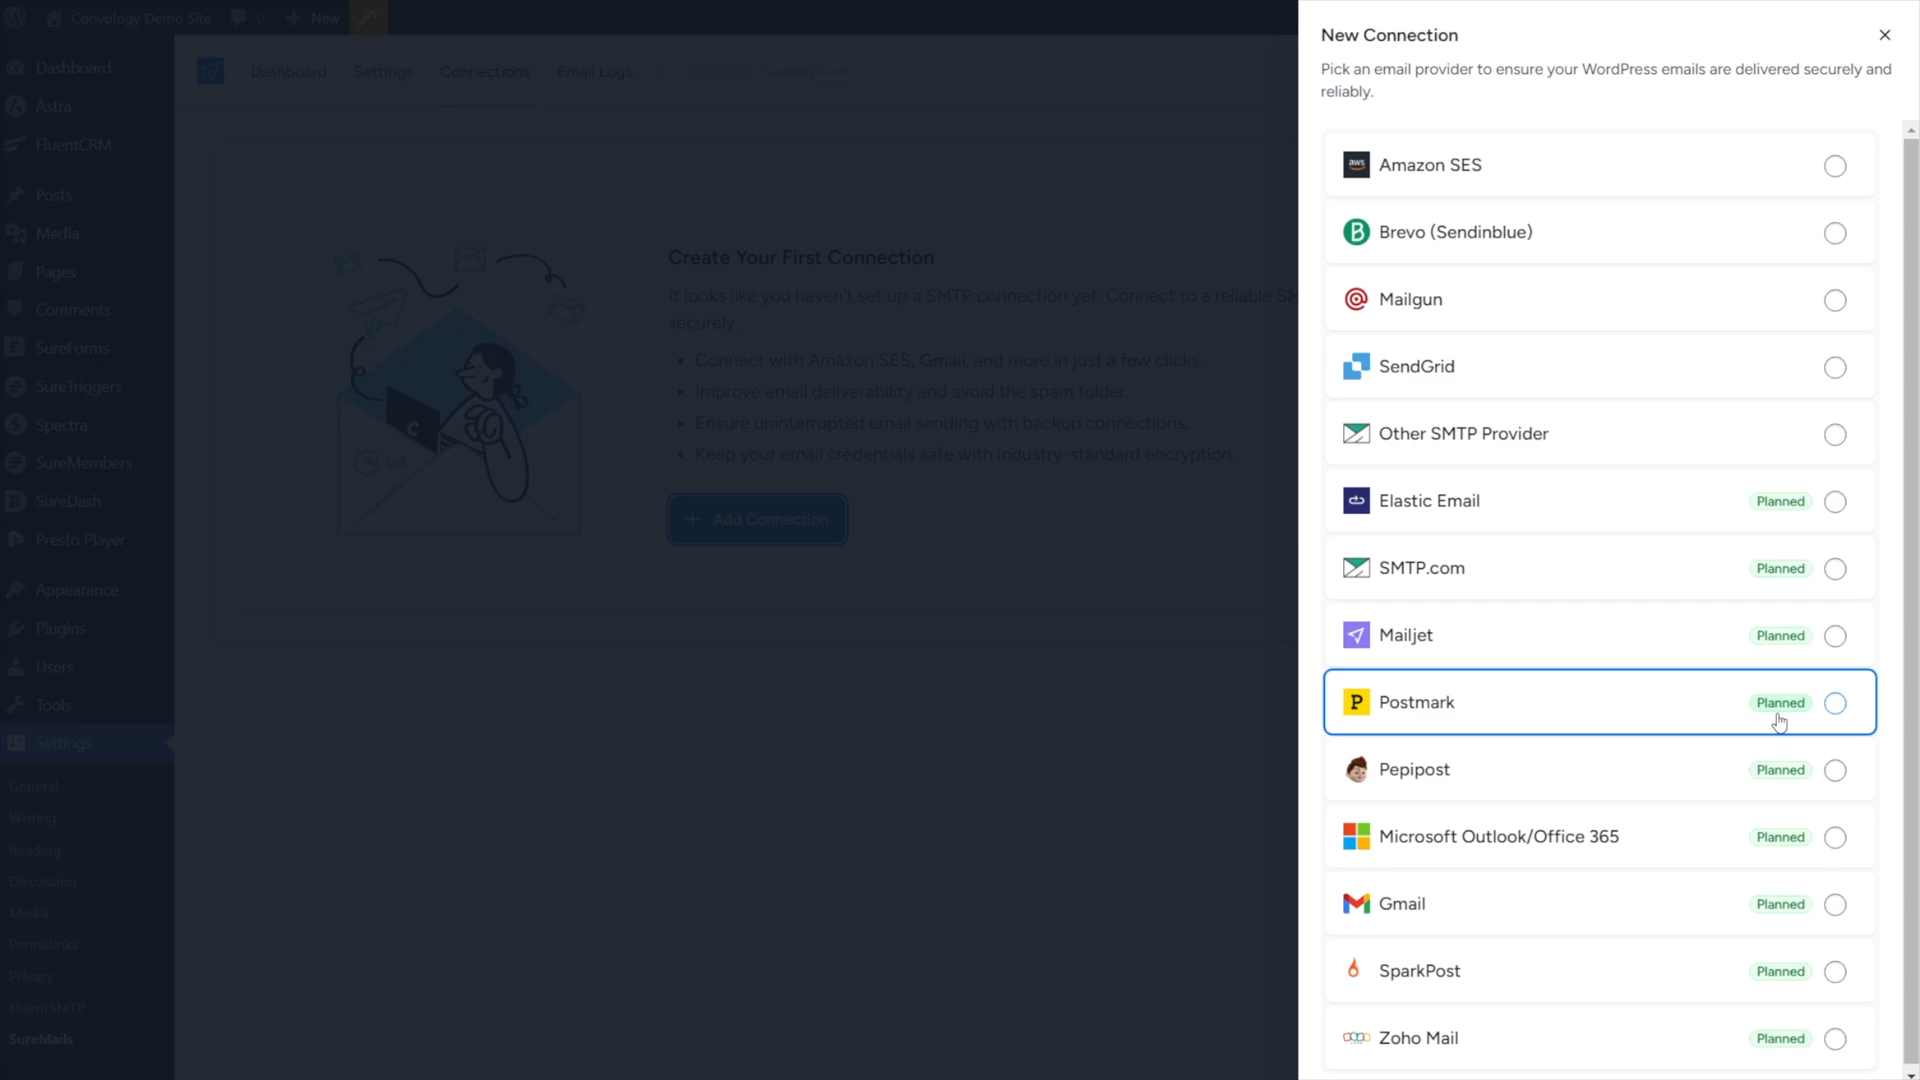 Convology Demo Site
0
New
Dashboard
Astra
FluentCRM
Posts
Media
Pages
Comments
SureForms
SureTriggers
Spectra
SureMembers
SureDash
Presto Player
Appearance
Plugins
Users
Tools
Settings
General
Writing
Reading
Discussion
Media
Permalinks
Privacy
FluentSMTP
SureMails
Dashboard
Settings
Connections
Email Logs
Coming Soon
Create Your First Connection
It looks like you haven't set up a SMTP connection yet. Connect to a reliable
securely
Connect with Amazon SES, Gmail, and more in just a few clicks.
Improve email deliverability and avoid the spam folder.
Ensure uninterrupted email sending with backup connections.
Keep your email credentials safe with industry-standard encryption.
+ Add Connection
New Connection
Pick an email provider to ensure your WordPress emails are delivered securely and
reliably.
aws
Amazon SES
B
Brevo (Sendinblue)
Mailgun
SendGrid
Other SMTP Provider
Elastic Email
Planned
SMTP.com
Planned
Mailjet
Planned
P
Postmark
Planned
Pepipost
Planned
Microsoft Outlook/Office 365
Planned
Gmail
Planned
SparkPost
Planned
Zoho Mail
Planned